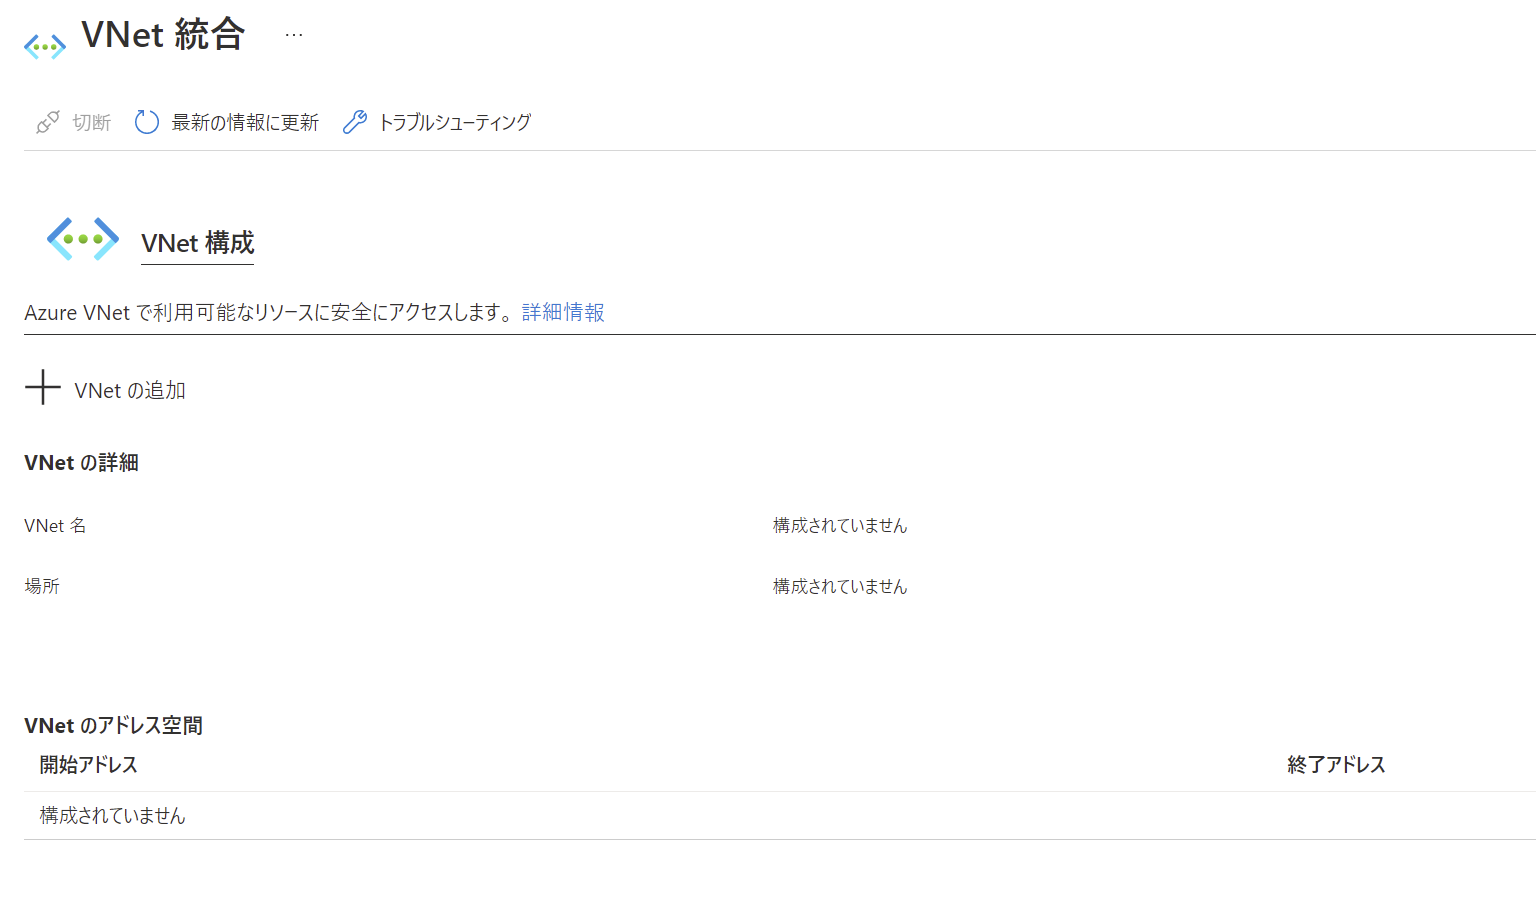 VNet 統合 ...
切断 最新の情報に更新 トラブルシューティング
VNet 構成
Azure VNet で利用可能なリソースに安全にアクセスします。 詳細情報
VNet の追加
VNet の詳細
VNet 名 構成されていません
場所 構成されていません
VNet のアドレス空間
開始アドレス 終了アドレス
構成されていません